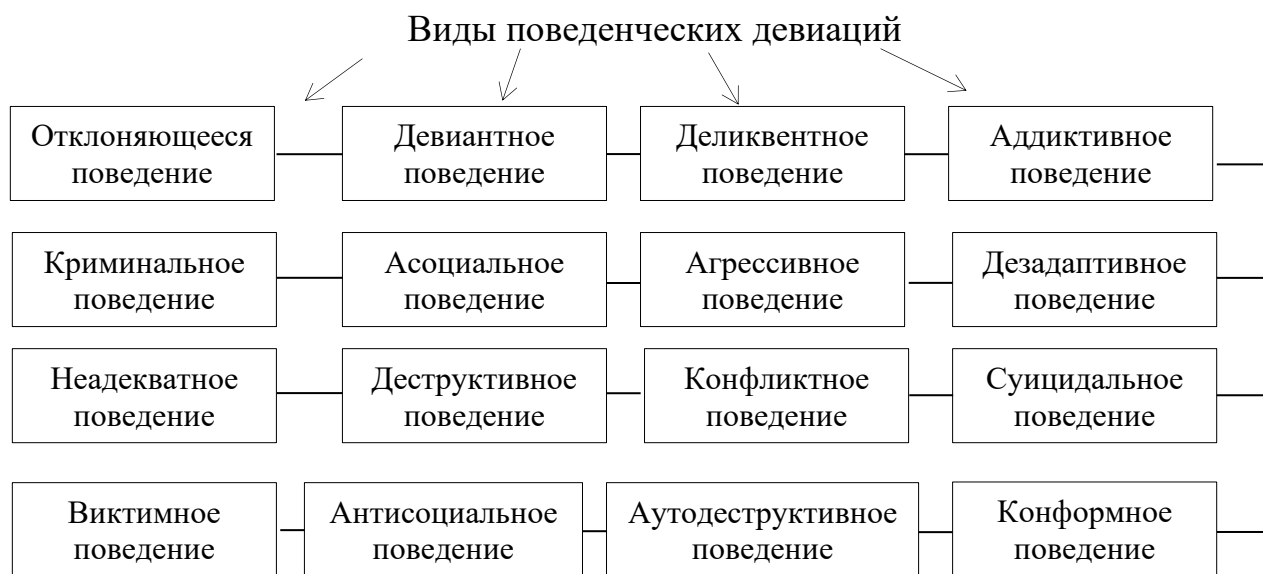 Виды поведенческих девиаций
Отклоняющееся
поведение
Девиантное
поведение
Деликвентное
поведение
Аддиктивное
поведение
Криминальное
поведение
Асоциальное
поведение
Агрессивное
поведение
Дезадаптивное
поведение
Неадекватное
поведение
Деструктивное
поведение
Конфликтное
поведение
Суицидальное
поведение
Виктимное
поведение
Антисоциальное
поведение
Аутодеструктивное
поведение
Конформное
поведение